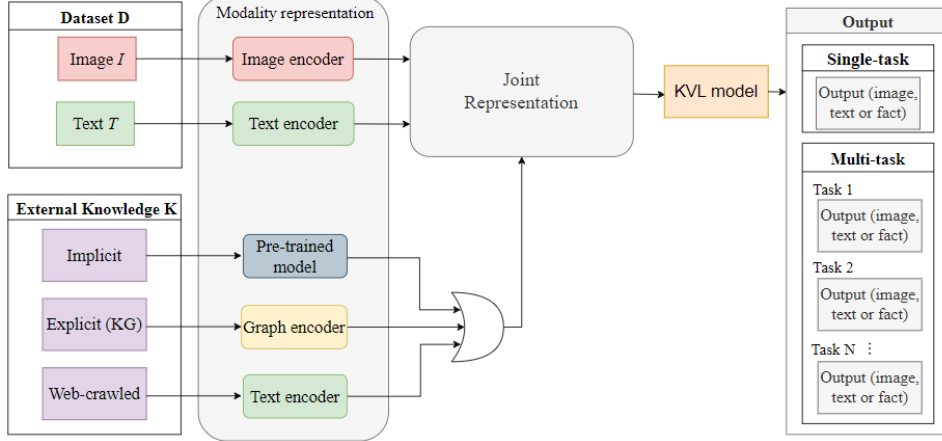 Dataset D
Image I
Text T
External Knowledge K
Implicit
Explicit (KG)
Web-crawled
Modality representation
Image encoder
Text encoder
Pre-trained
model
Graph encoder
Text encoder
Joint
Representation
KVL model
Output
Single-task
Output (image,
text or fact)
Multi-task
Task 1
Output (image,
text or fact)
Task 2
Output (image,
text or fact)
Task N ⋮
Output (image,
text or fact)